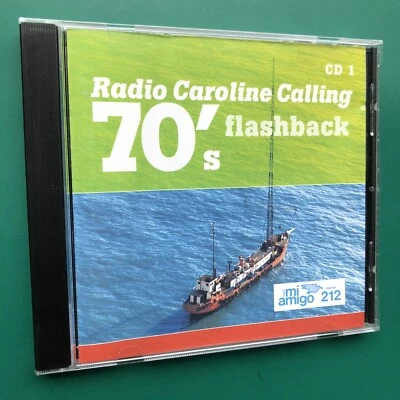 CD 1
Radio Caroline Calling
70's flashback
mi
amigo 212